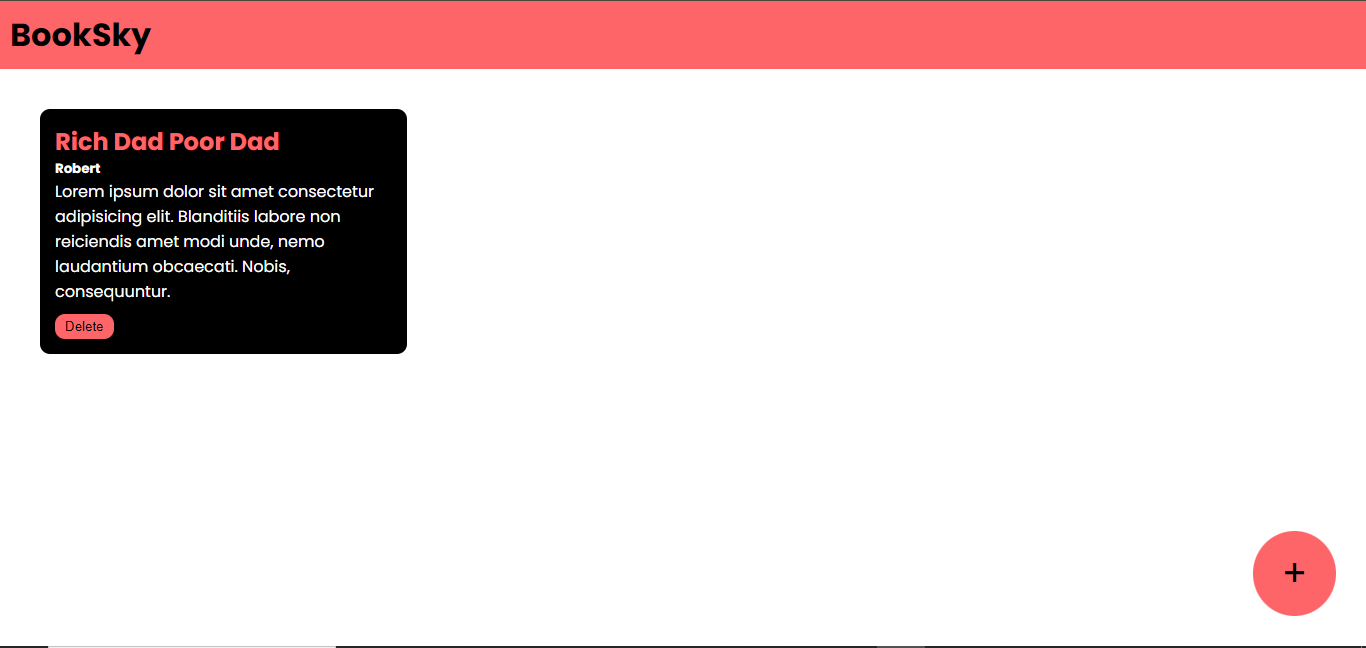 BookSky
Rich Dad Poor Dad
Robert
Lorem ipsum dolor sit amet consectetur
adipisicing elit. Blanditiis labore non
reiciendis amet modi unde, nemo
laudantium obcaecati. Nobis,
consequuntur.
Delete
+